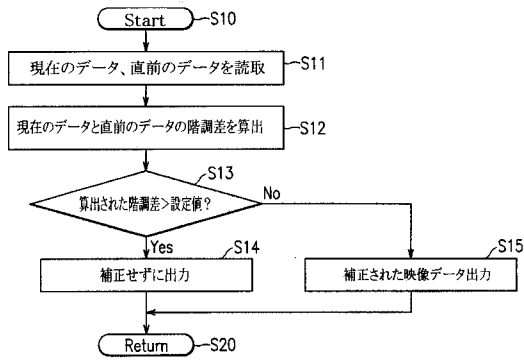 Start
S10
現在のデータ、直前のデータを読取
S11
現在のデータと直前のデータの階調差を算出
S12
S13
算出された階調差>設定値?
No
Yes
S14
S15
補正せずに出力
補正された映像データ出力
Return
S20